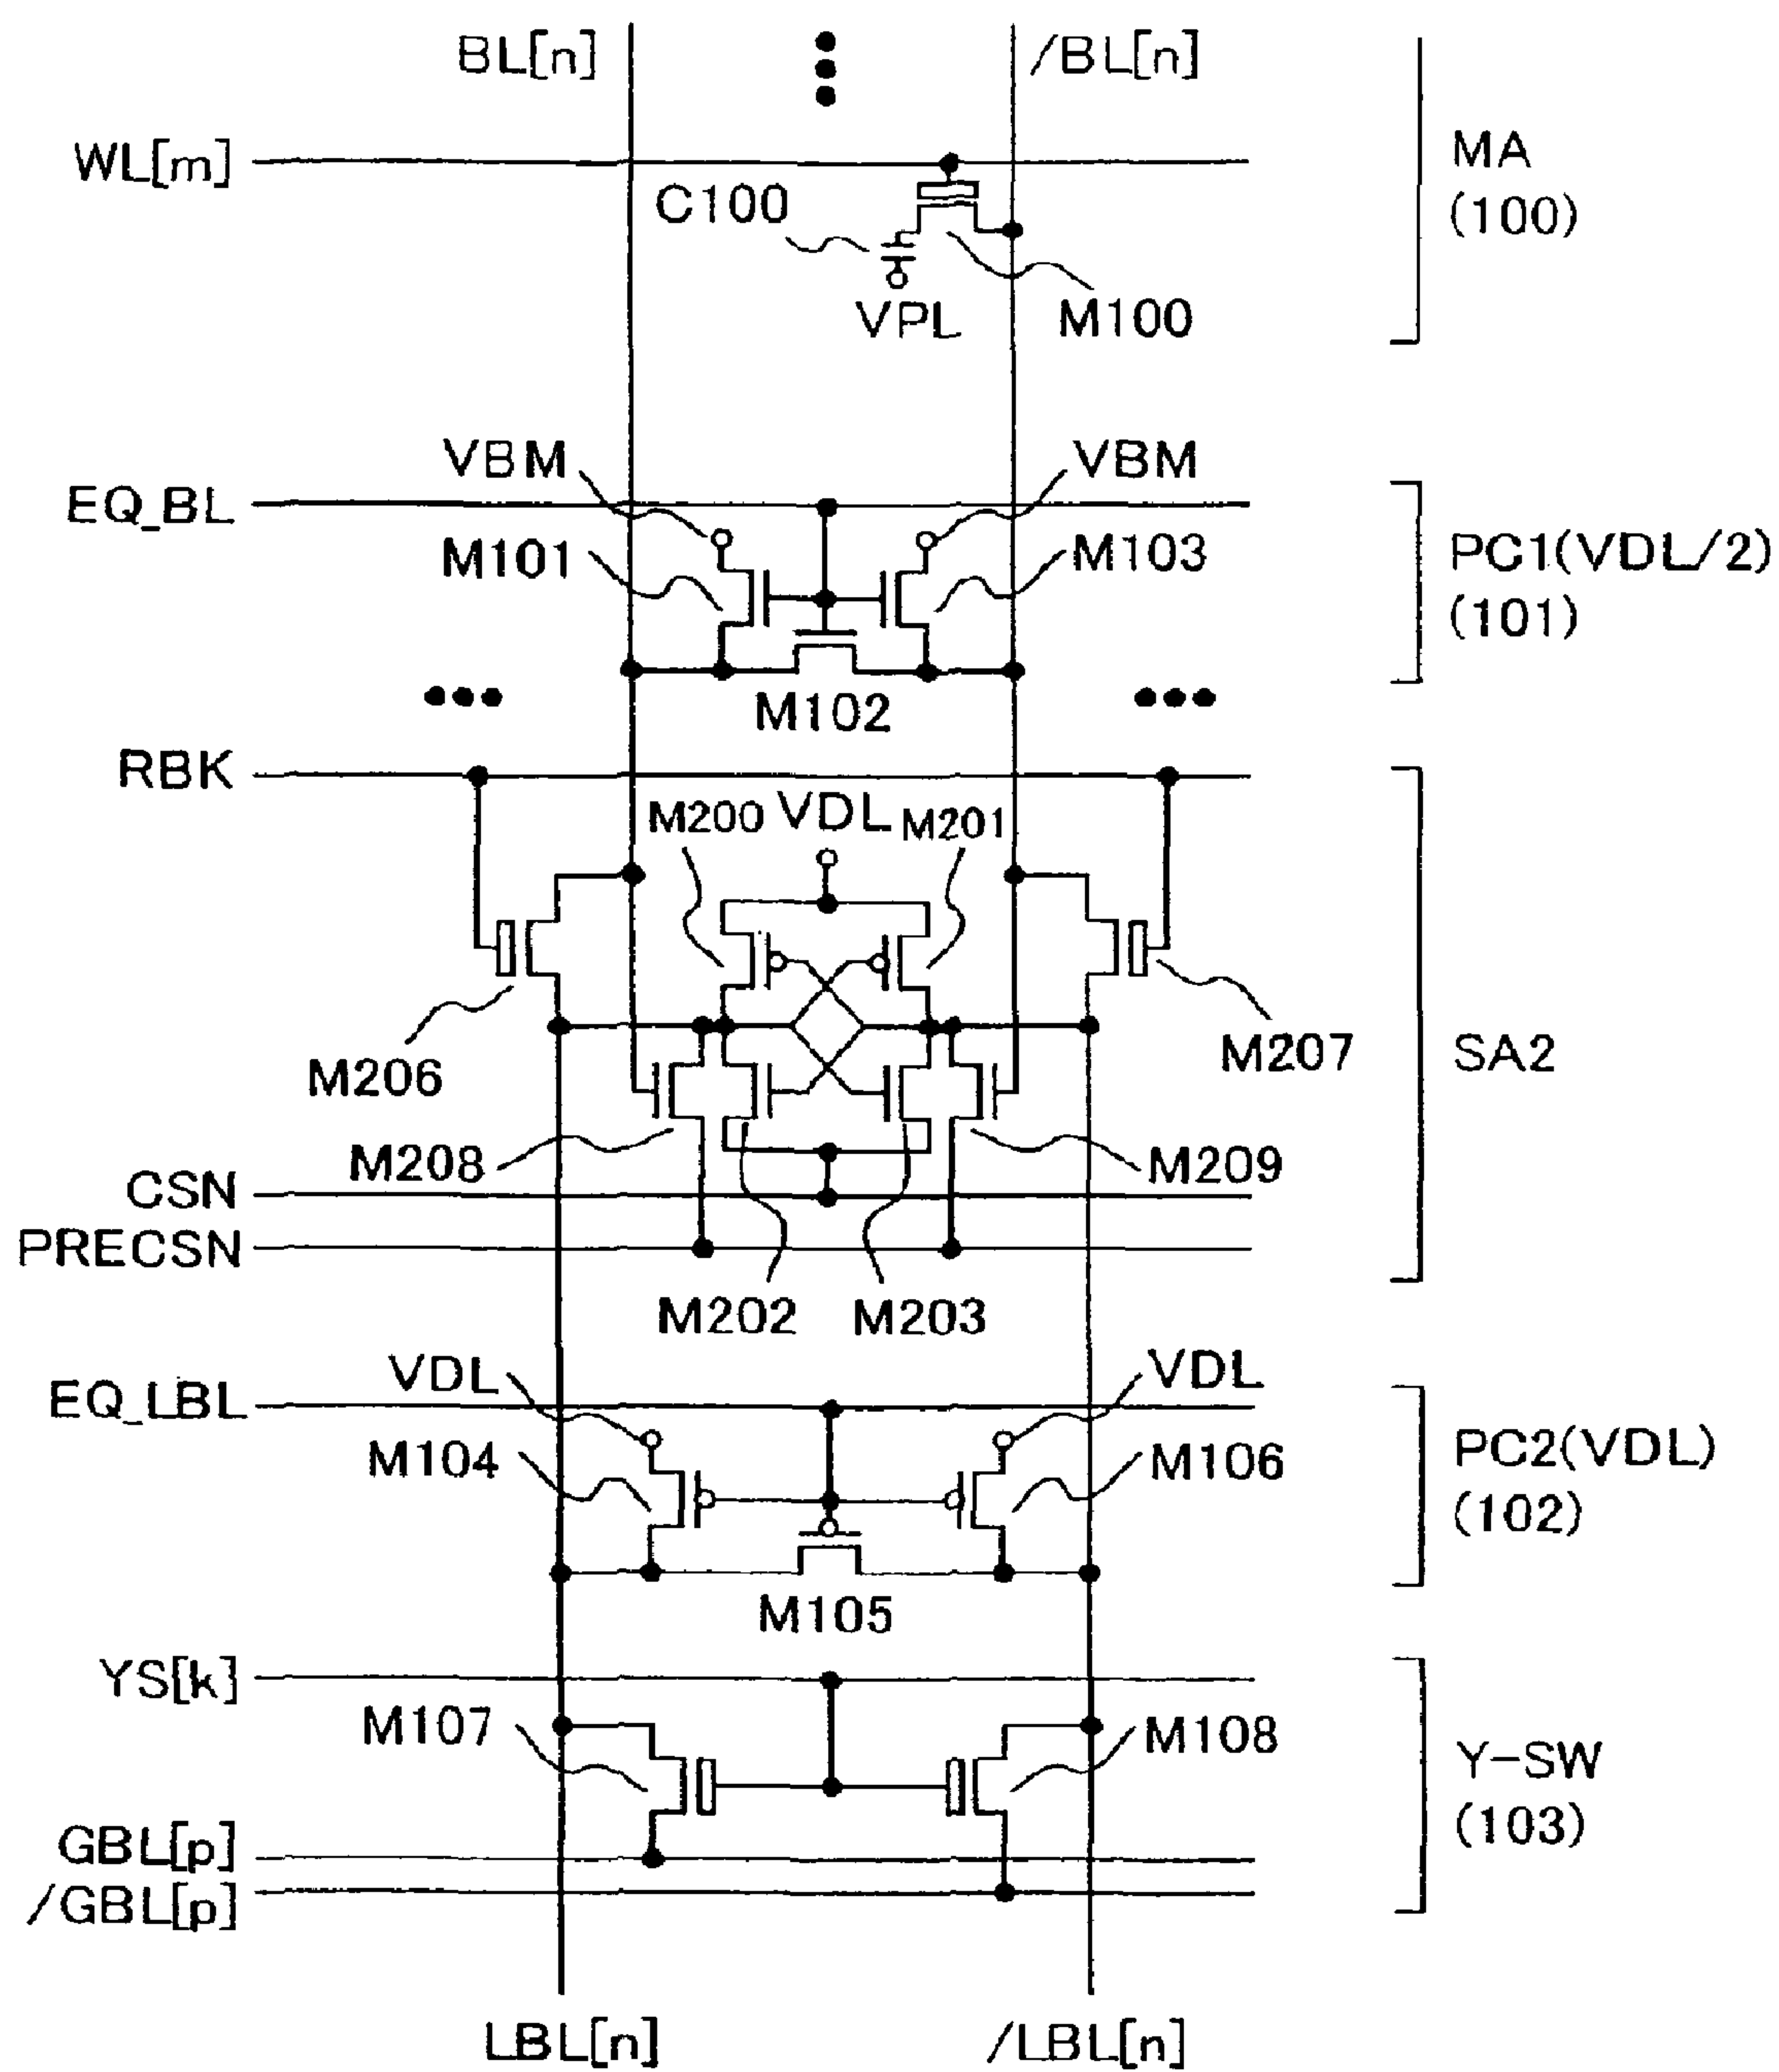 BL[n]
/BL[n]
WL[m]
C100
VPL
M100
MA
(100)
VBM
VBM
EQ_BL
M101
M103
M102
PC1(VDL/2)
(101)
RBK
M200
VDL
M201
M206
M207
M208
M209
SA2
CSN
PRECSN
M202
M203
VDL
VDL
EQ_LBL
M104
M106
M105
PC2(VDL)
(102)
YS[k]
M107
M108
Y-SW
(103)
GBL[p]
/GBL[p]
LBL[n]
/LBL[n]